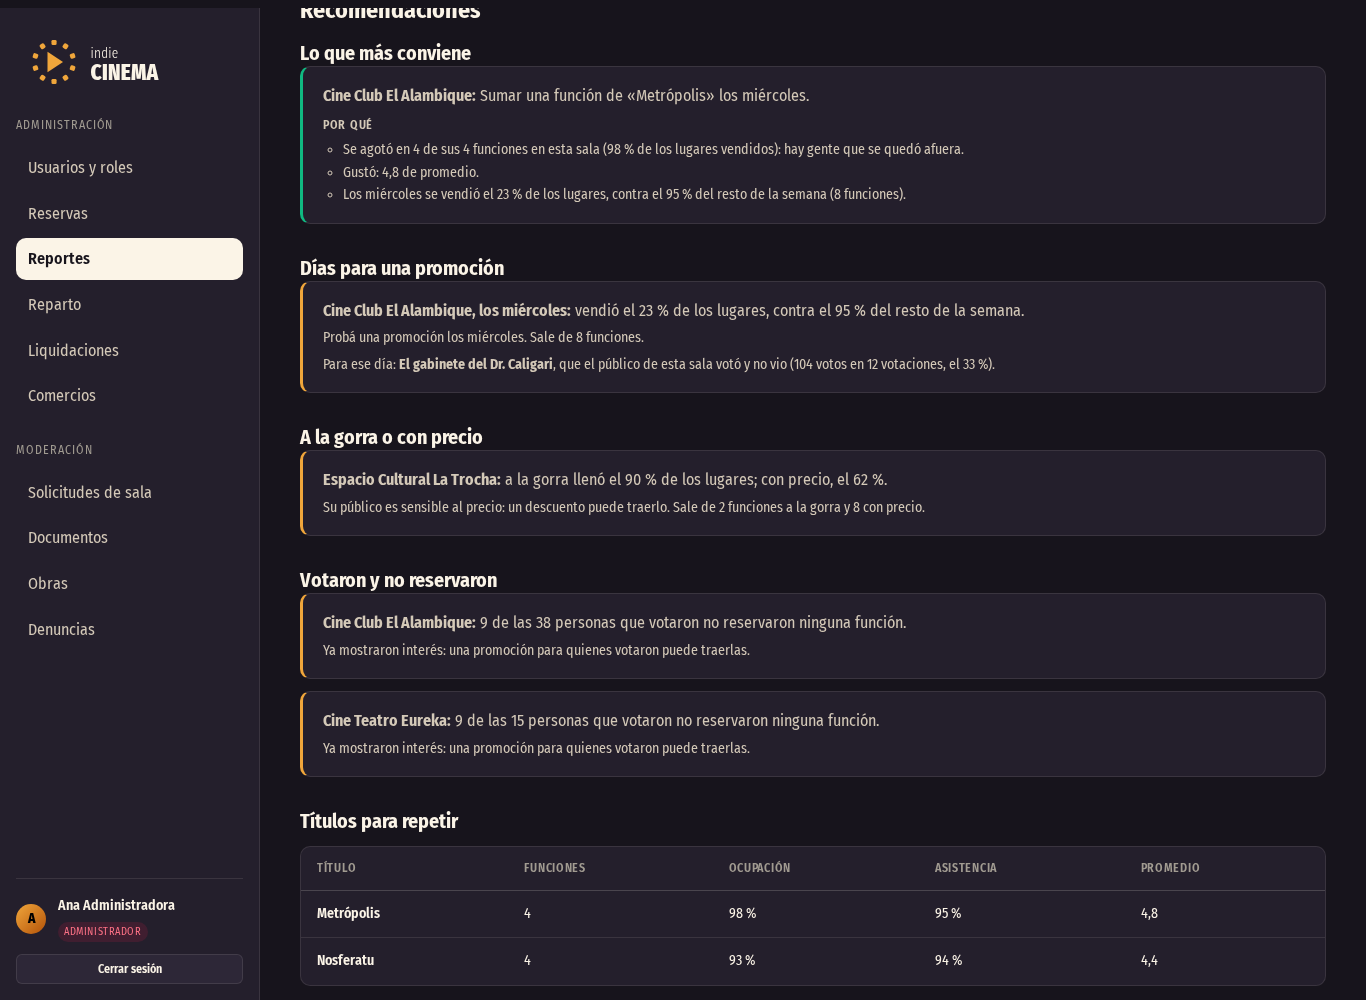 indie
CINEMA
ADMINISTRACIÓN
Usuarios y roles
Reservas
Reportes
Reparto
Liquidaciones
Comercios
MODERACIÓN
Solicitudes de sala
Documentos
Obras
Denuncias
A
Ana Administradora
ADMINISTRADOR
Cerrar sesión
Recomendaciones
Lo que más conviene
Cine Club El Alambique: Sumar una función de «Metrópolis» los miércoles.
POR QUÉ
Se agotó en 4 de sus 4 funciones en esta sala (98 % de los lugares vendidos): hay gente que se quedó afuera.
Gustó: 4,8 de promedio.
Los miércoles se vendió el 23 % de los lugares, contra el 95 % del resto de la semana (8 funciones).
Días para una promoción
Cine Club El Alambique, los miércoles: vendió el 23 % de los lugares, contra el 95 % del resto de la semana.
Probá una promoción los miércoles. Sale de 8 funciones.
Para ese día: El gabinete del Dr. Caligari, que el público de esta sala votó y no vio (104 votos en 12 votaciones, el 33 %).
A la gorra o con precio
Espacio Cultural La Trocha: a la gorra llenó el 90 % de los lugares; con precio, el 62 %.
Su público es sensible al precio: un descuento puede traerlo. Sale de 2 funciones a la gorra y 8 con precio.
Votaron y no reservaron
Cine Club El Alambique: 9 de las 38 personas que votaron no reservaron ninguna función.
Ya mostraron interés: una promoción para quienes votaron puede traerlas.
Cine Teatro Eureka: 9 de las 15 personas que votaron no reservaron ninguna función.
Ya mostraron interés: una promoción para quienes votaron puede traerlas.
Títulos para repetir
TÍTULO FUNCIONES OCUPACIÓN ASISTENCIA PROMEDIO
Metrópolis 4 98 % 95 % 4,8
Nosferatu 4 93 % 94 % 4,4